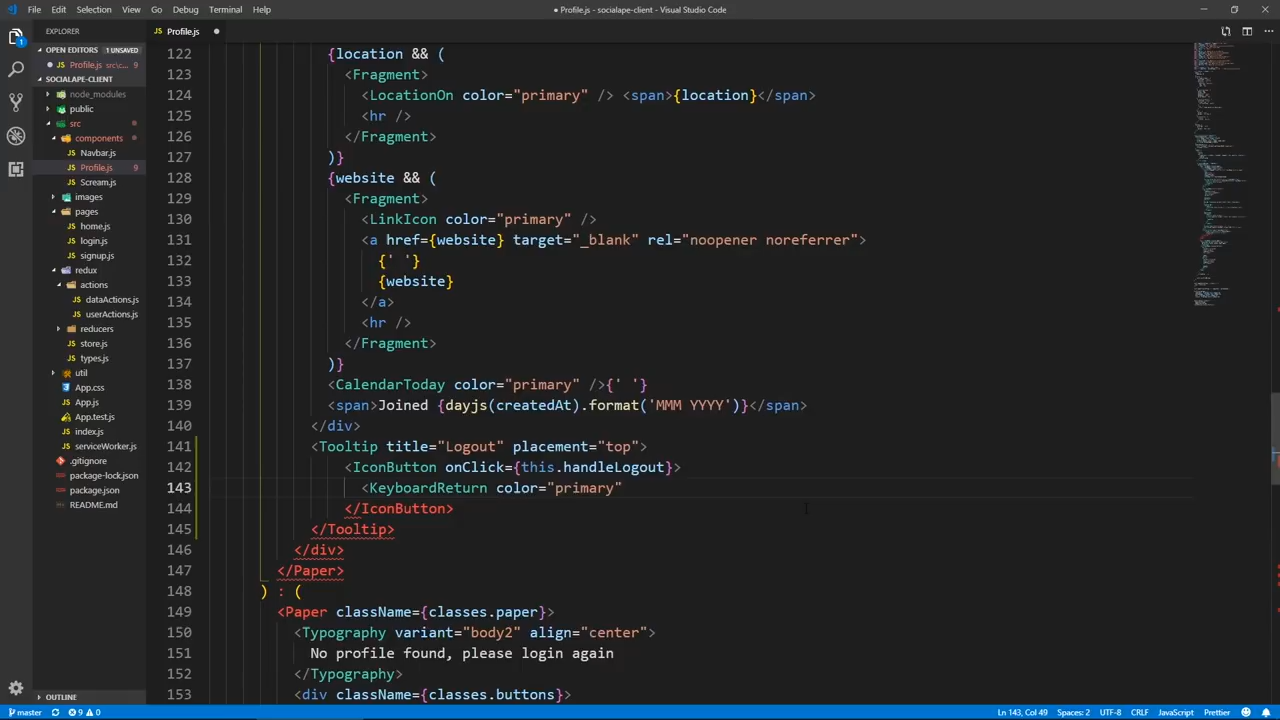 File Edit Selection View Go Debug Terminal Help
● Profile.js - socialape-client - Visual Studio Code
EXPLORER
Profile.js ●
OPEN EDITORS 1 UNSAVED
● Profile.js src\c... 9
SOCIALAPE-CLIENT
node_modules
public
src
components
Navbar.js
Profile.js 9
Scream.js
images
pages
home.js
login.js
signup.js
redux
actions
dataActions.js
userActions.js
reducers
store.js
types.js
util
App.css
App.js
App.test.js
index.js
serviceWorker.js
.gitignore
package-lock.json
package.json
README.md
OUTLINE
122 {location && (
123 <Fragment>
124 <LocationOn color="primary" /> <span>{location}</span>
125 <hr />
126 </Fragment>
127 )}
128 {website && (
129 <Fragment>
130 <LinkIcon color="primary" />
131 <a href={website} target="_blank" rel="noopener noreferrer">
132 {' '}
133 {website}
134 </a>
135 <hr />
136 </Fragment>
137 )}
138 <CalendarToday color="primary" />{' '}
139 <span>Joined {dayjs(createdAt).format('MMM YYYY')}</span>
140 </div>
141 <Tooltip title="Logout" placement="top">
142 <IconButton onClick={this.handleLogout}>
143 <KeyboardReturn color="primary"
144 </IconButton>
145 </Tooltip>
146 </div>
147 </Paper>
148 ) : (
149 <Paper className={classes.paper}>
150 <Typography variant="body2" align="center">
151 No profile found, please login again
152 </Typography>
153 <div className={classes.buttons}>
master 9 0 Ln 143, Col 49 Spaces: 2 UTF-8 CRLF JavaScript Prettier